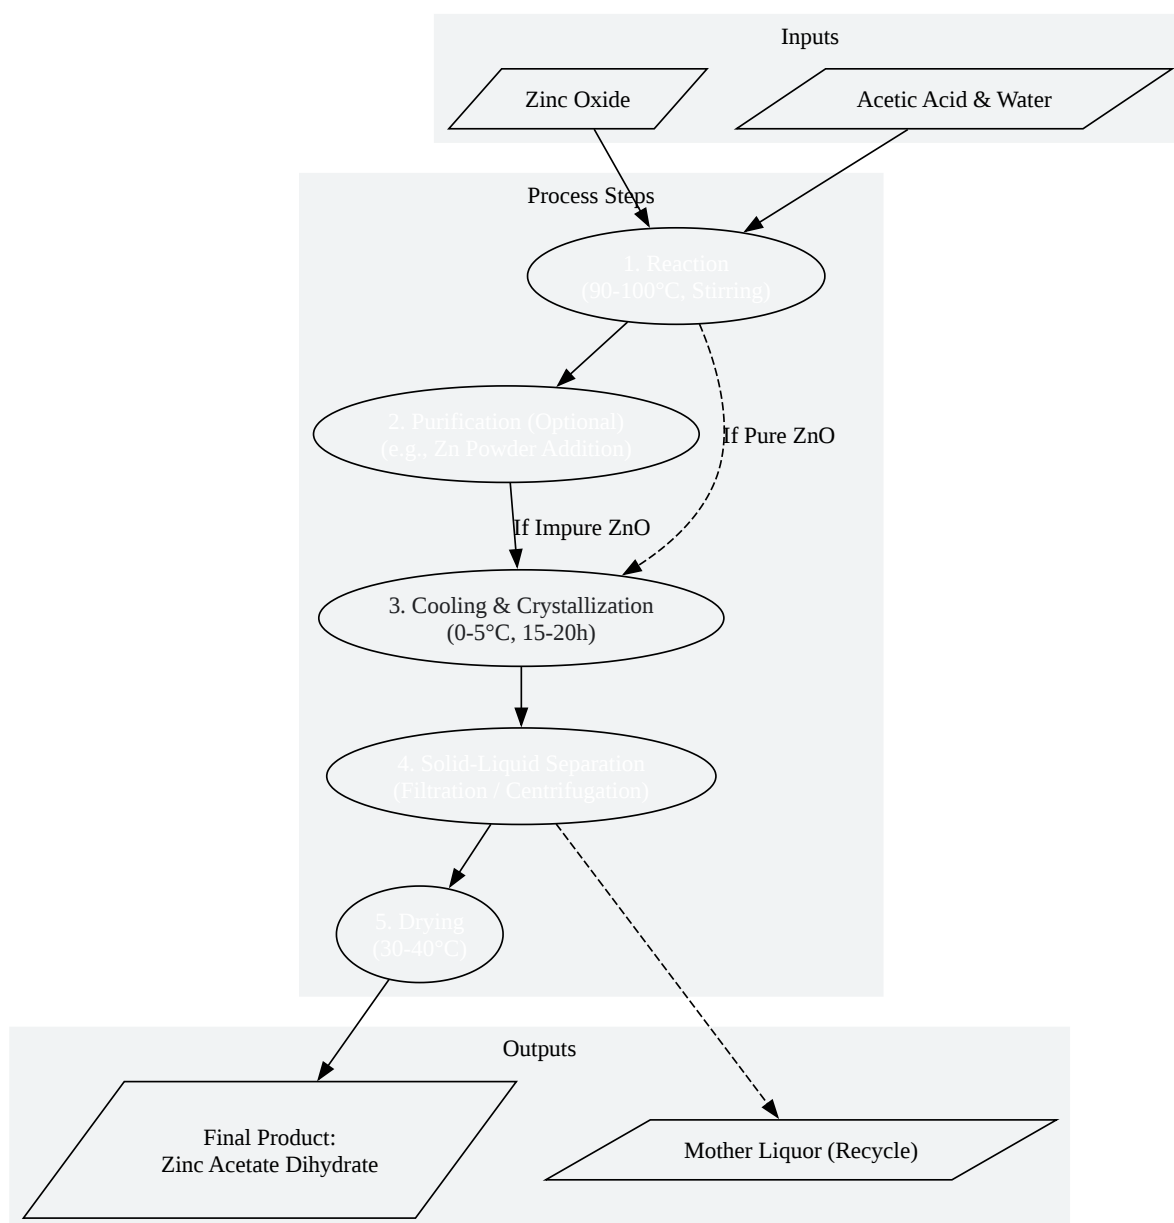 Inputs
Zinc Oxide
Acetic Acid & Water
Process Steps
1. Reaction
(90-100°C, Stirring)
2. Purification (Optional)
(e.g., Zn Powder Addition)
If Pure ZnO
If Impure ZnO
3. Cooling & Crystallization
(0-5°C, 15-20h)
4. Solid-Liquid Separation
(Filtration / Centrifugation)
5. Drying
(30-40°C)
Outputs
Final Product:
Zinc Acetate Dihydrate
Mother Liquor (Recycle)